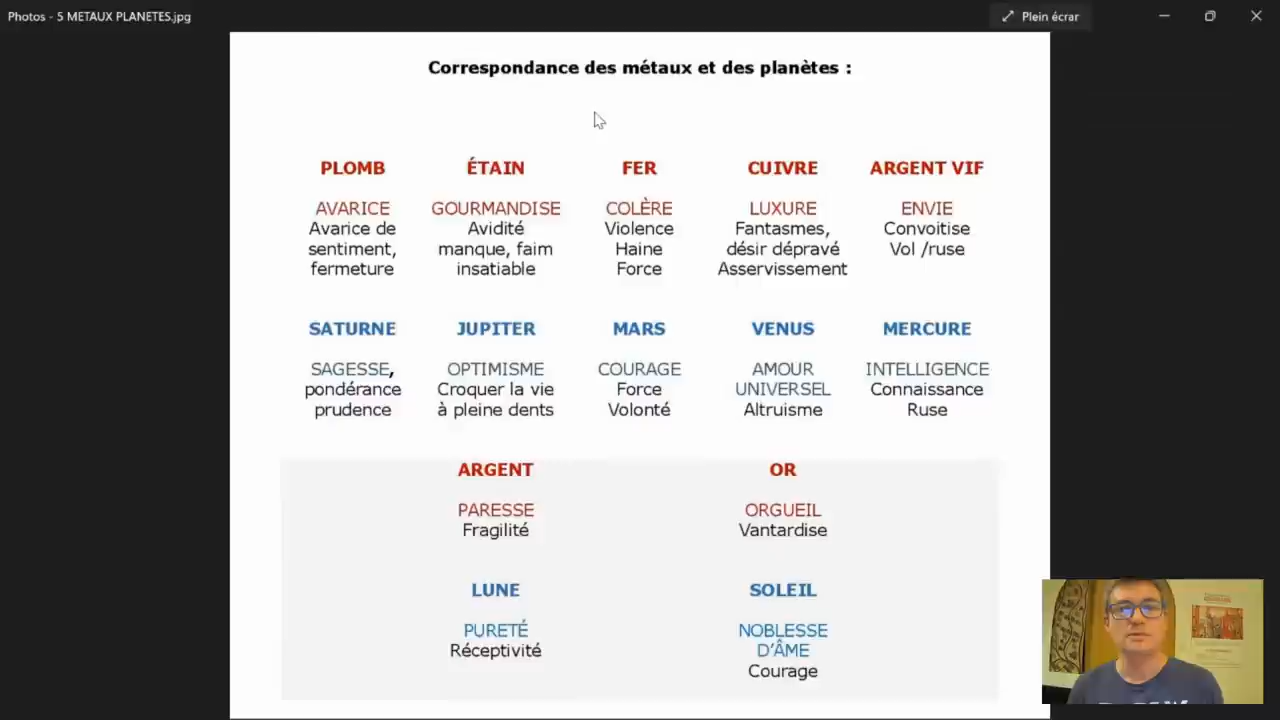 Photos - 5 METAUX PLANETES.jpg
Plein écrar
Correspondance des métaux et des planètes :
PLOMB
AVARICE
Avarice de
sentiment,
fermeture
ÉTAIN
GOURMANDISE
Avidité
manque, faim
insatiable
FER
COLÈRE
Violence
Haine
Force
CUIVRE
LUXURE
Fantasmes,
désir dépravé
Asservissement
ARGENT VIF
ENVIE
Convoitise
Vol /ruse
SATURNE
SAGESSE,
pondérance
prudence
JUPITER
OPTIMISME
Croquer la vie
à pleine dents
MARS
COURAGE
Force
Volonté
VENUS
AMOUR
UNIVERSEL
Altruisme
MERCURE
INTELLIGENCE
Connaissance
Ruse
ARGENT
PARESSE
Fragilité
OR
ORGUEIL
Vantardise
LUNE
PURETÉ
Réceptivité
SOLEIL
NOBLESSE
D'ÂME
Courage